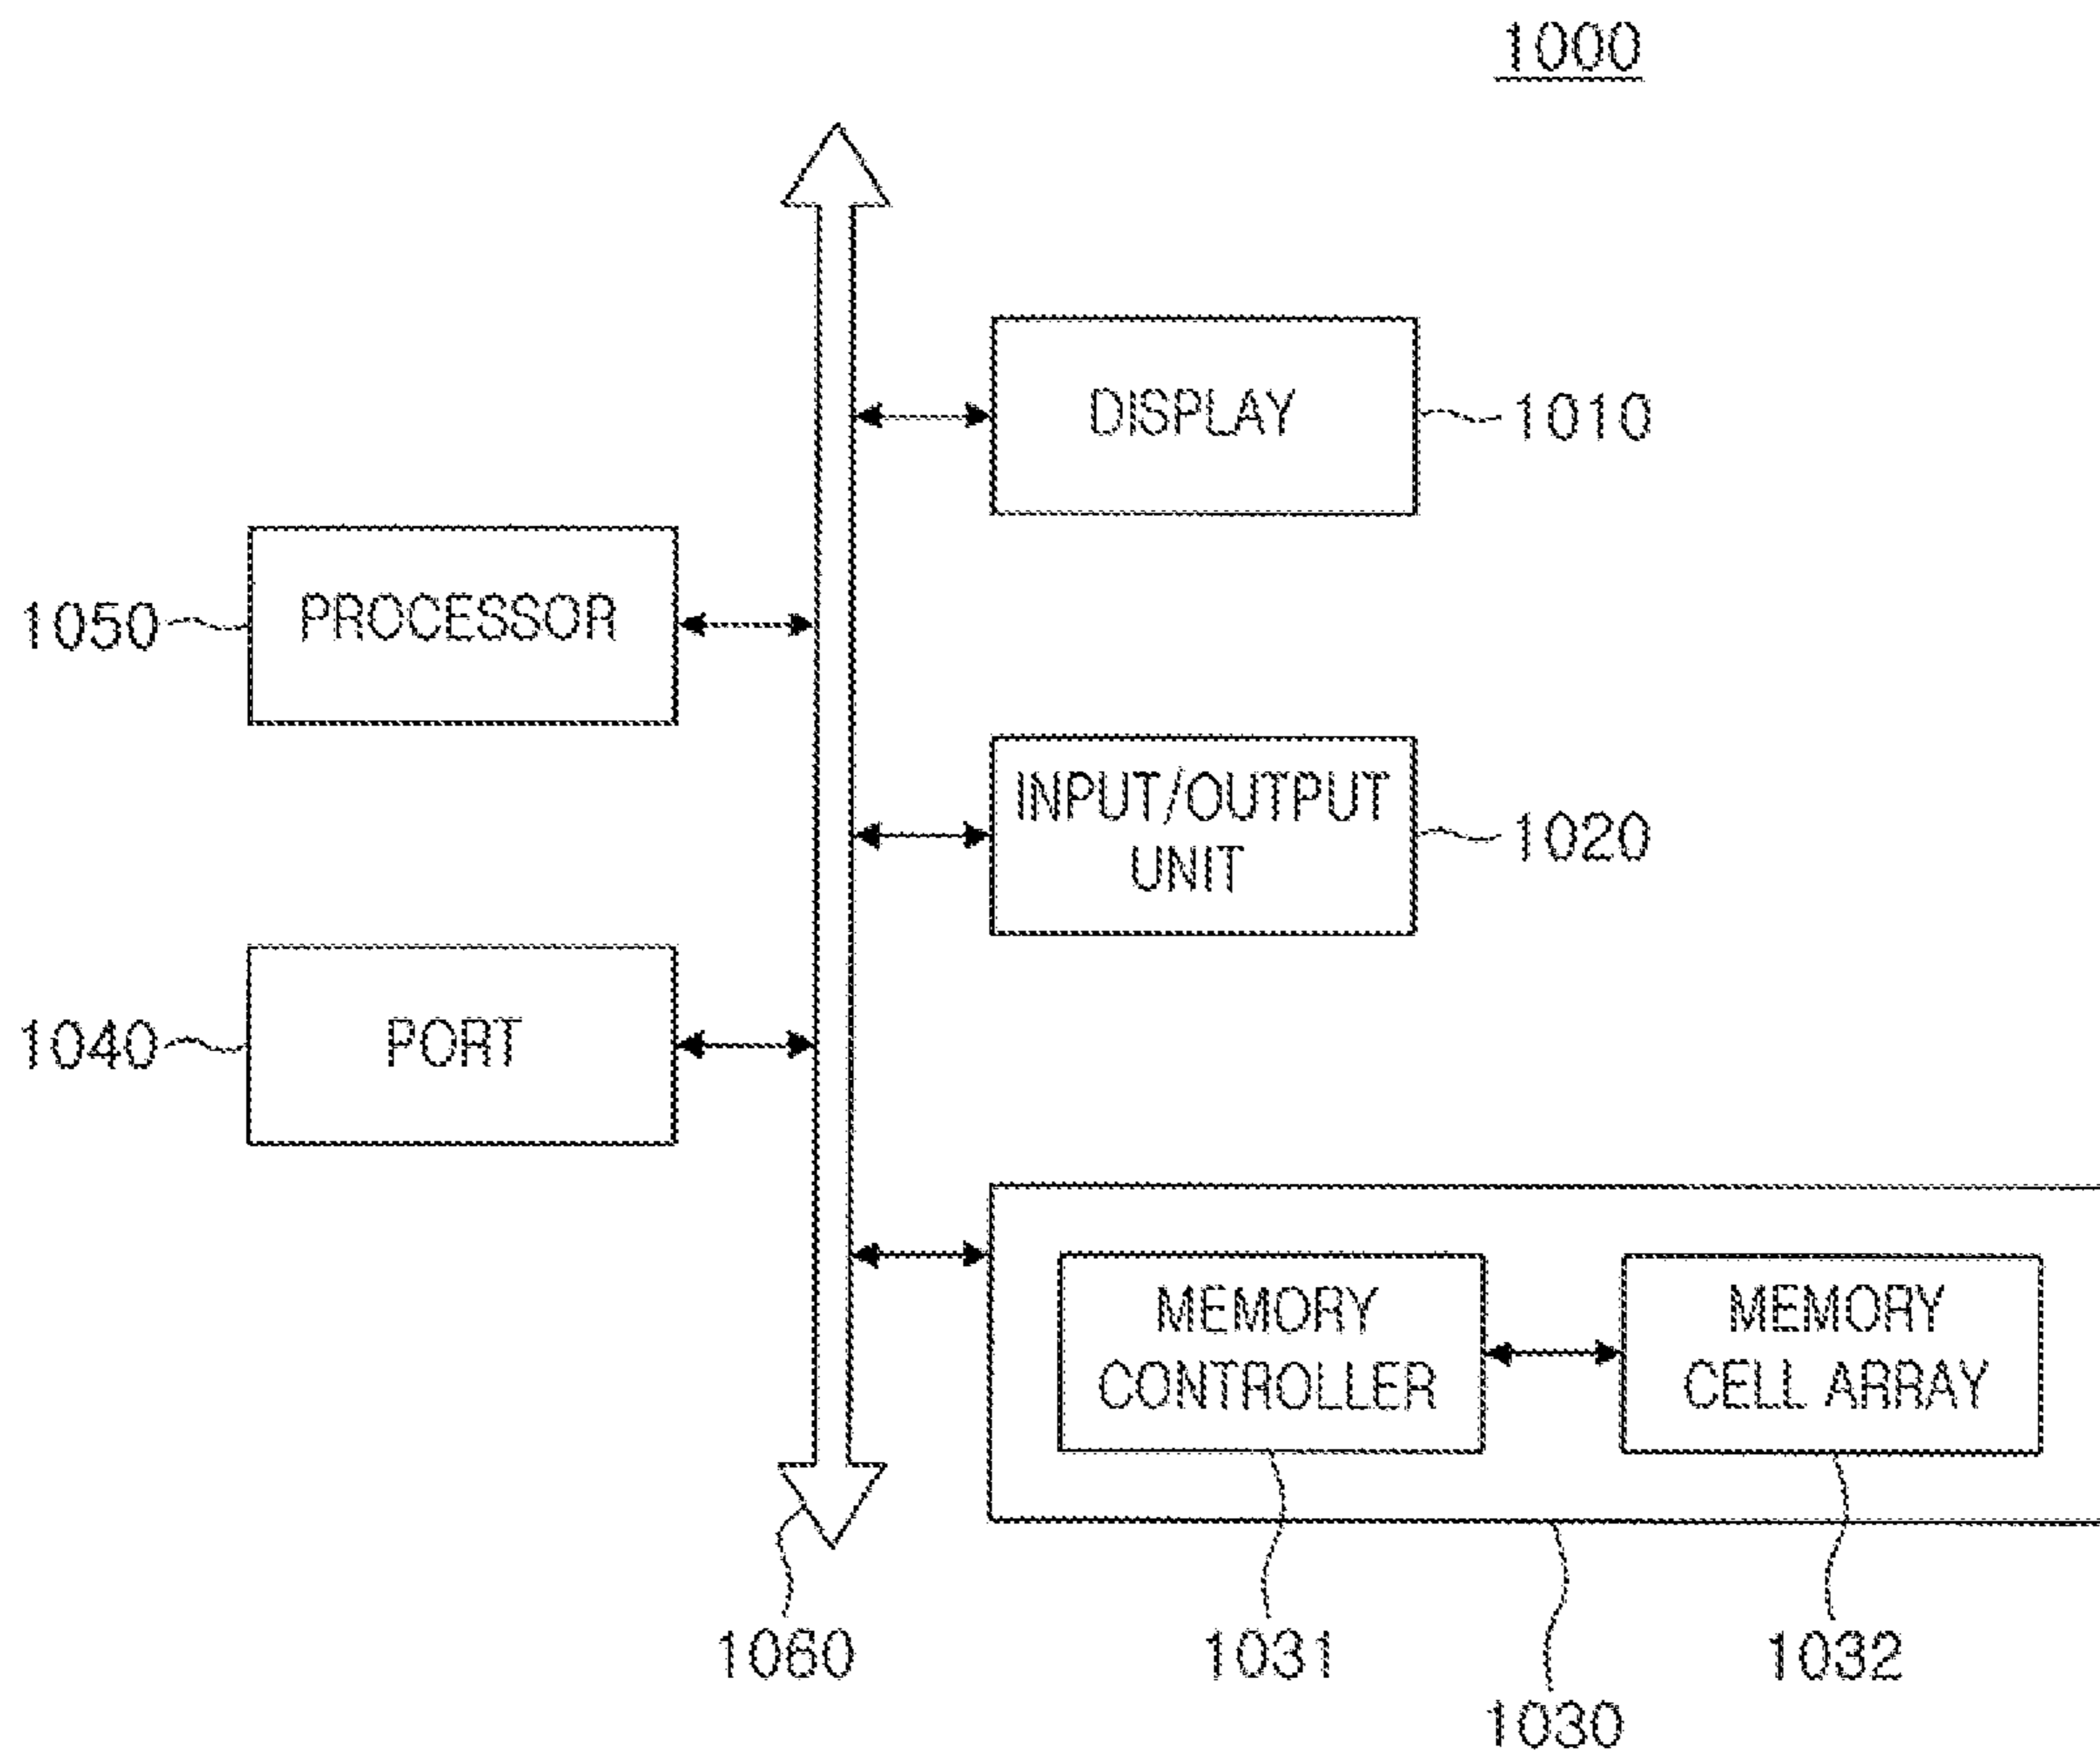 1000
DISPLAY
1010
1050
PROCESSOR
INPUT/OUTPUT
UNIT
1020
1040
PORT
MEMORY
CONTROLLER
MEMORY
CELL ARRAY
1060
1031
1032
1030